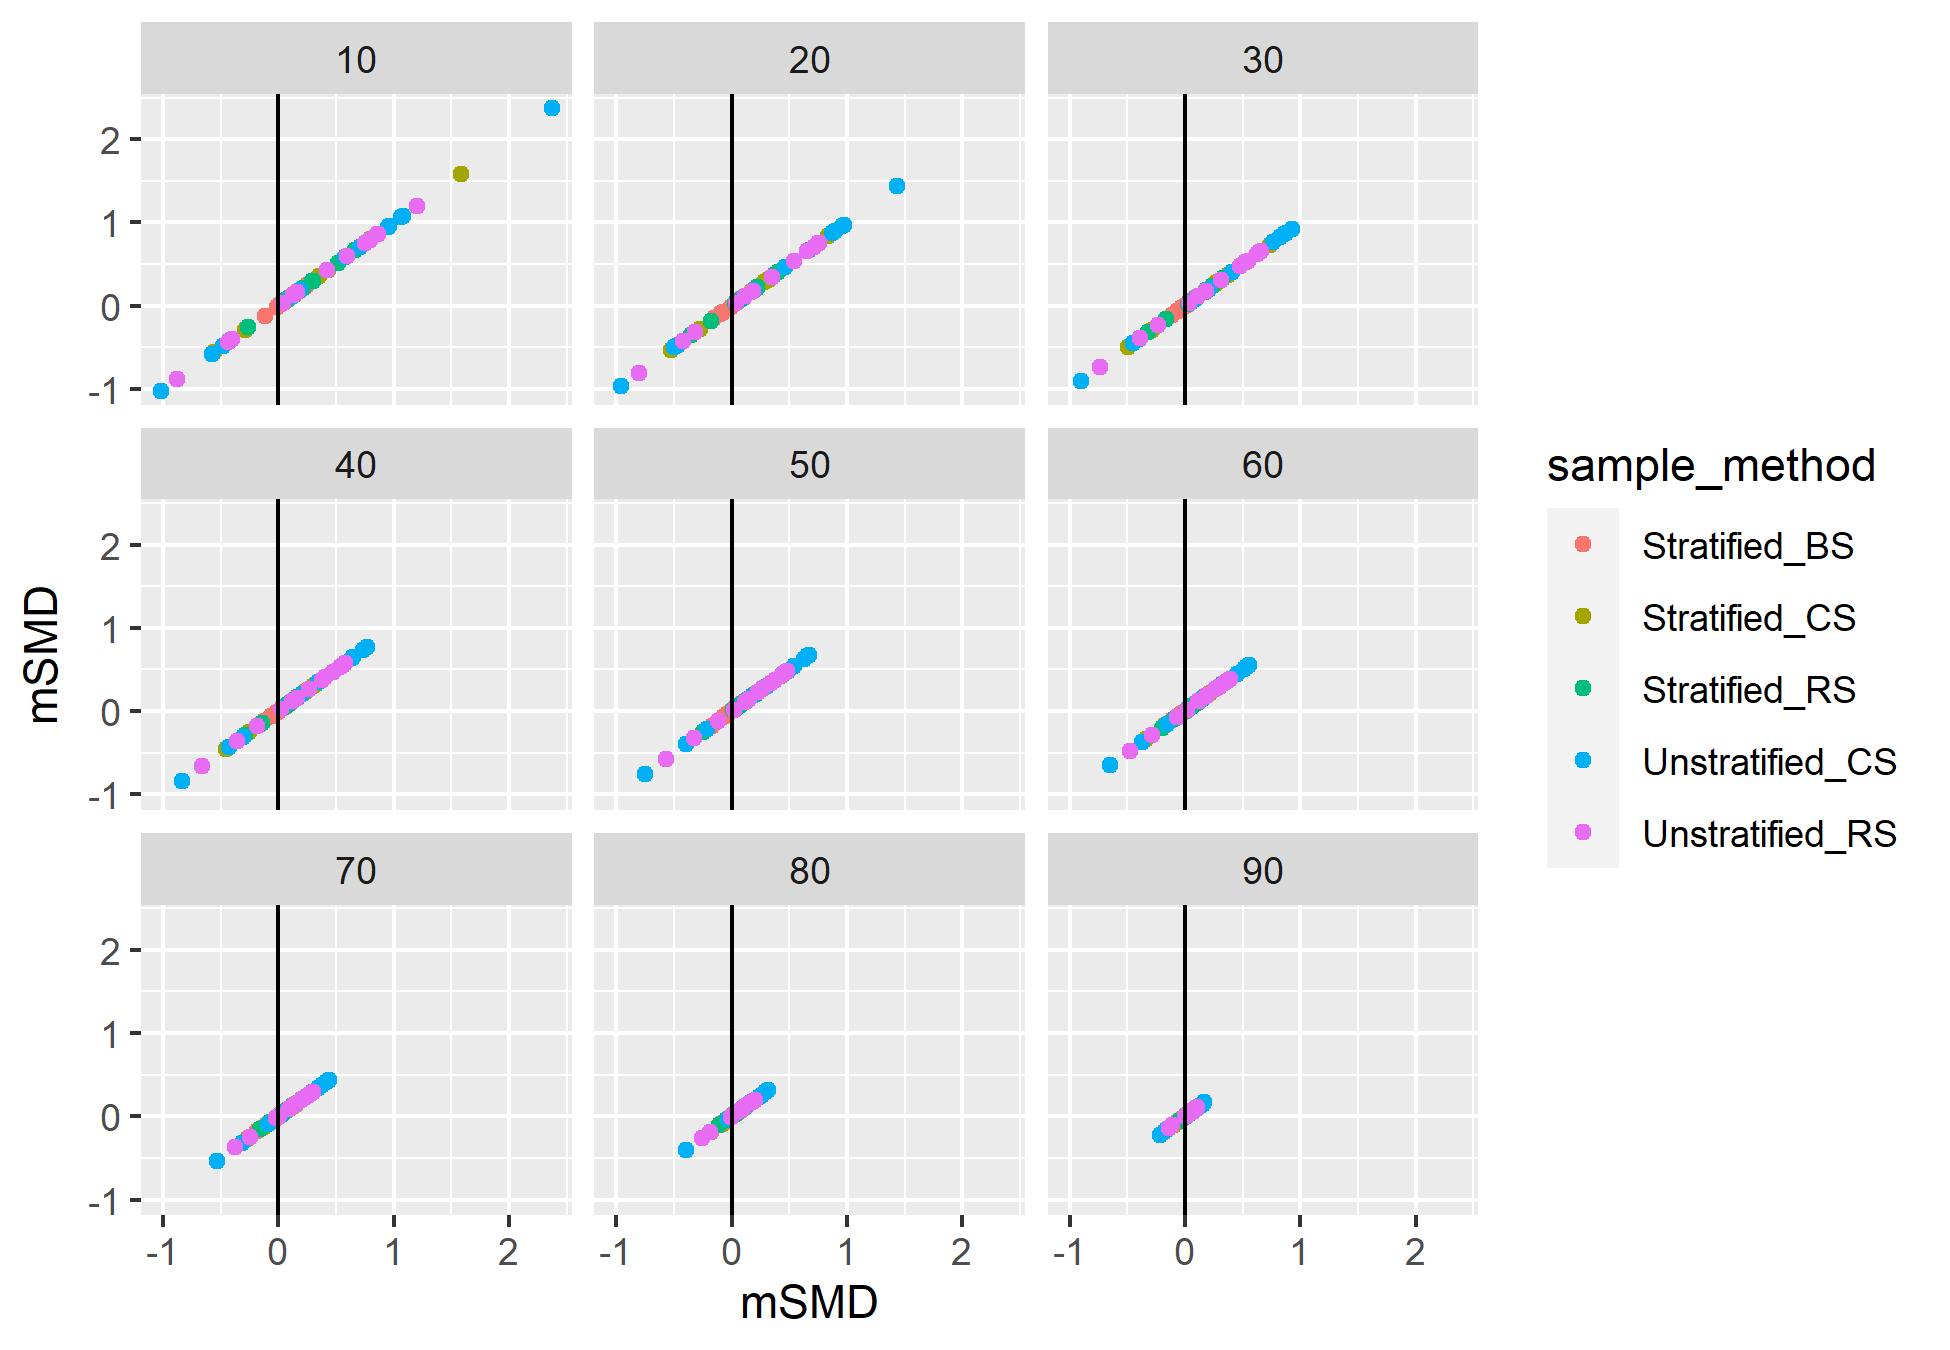 10
20
30
2
1
0
-1
40
50
60
2
1
0
-1
70
80
90
2
1
0
-1
-1 0 1 2
-1 0 1 2
-1 0 1 2
mSMD
mSMD
sample_method
Stratified_BS
Stratified_CS
Stratified_RS
Unstratified_CS
Unstratified_RS